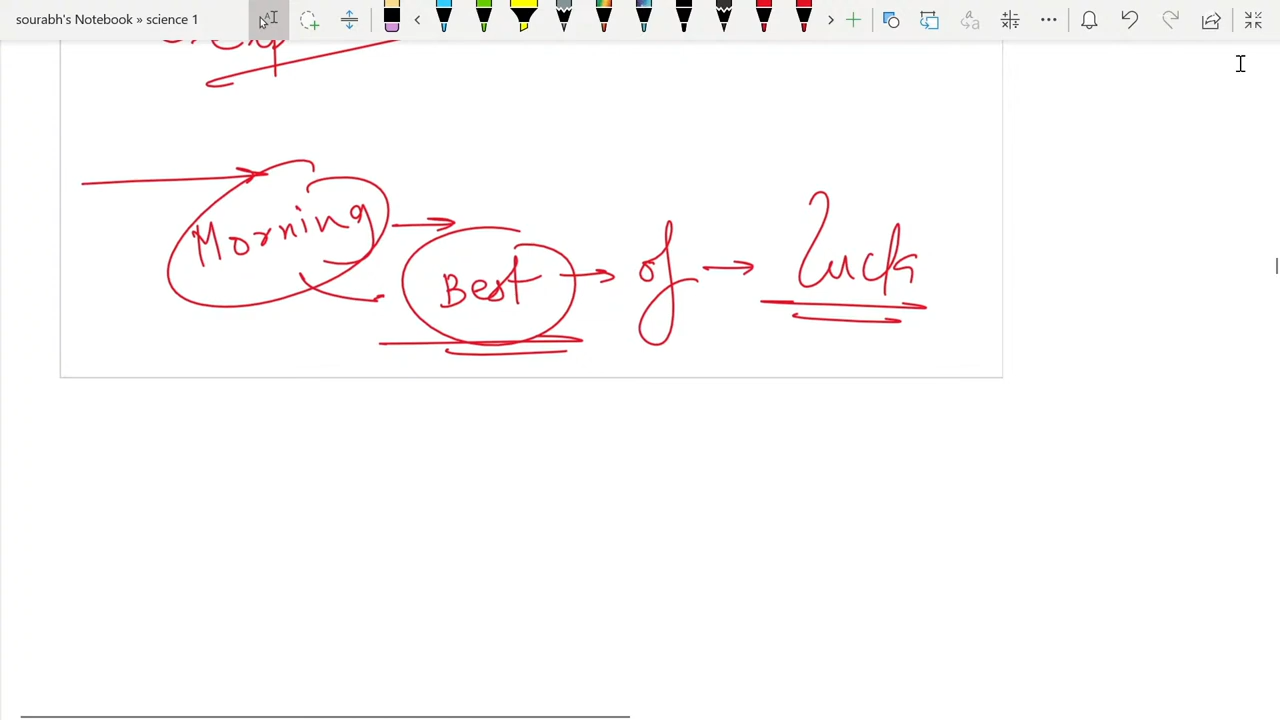 sourabh's Notebook » science 1
Morning → Best → of → Luck